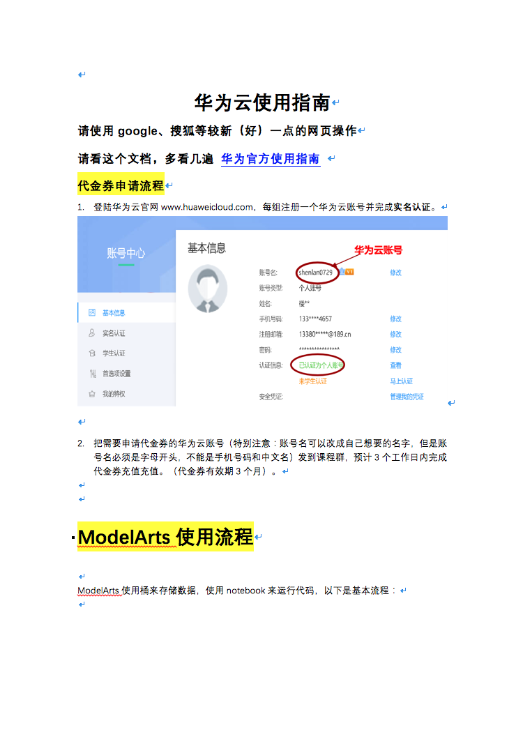 华为云使用指南
请使用 google、搜狐等较新（好）一点的网页操作
请看这个文档，多看几遍 华为官方使用指南
代金券申请流程
1. 登陆华为云官网 www.huaweicloud.com，每组注册一个华为云账号并完成实名认证。
账号中心
基本信息
华为云账号
账号名: shenlan0729 修改
账号类型: 个人账号
基本信息
姓名: 楼**
手机号码: 133****4657 修改
实名认证
注册邮箱: 13380*****@189.cn 修改
学生认证
密码: **************** 修改
首选项设置
认证信息: 已认证为个人账号 查看
未学生认证 马上认证
我的特权
安全凭证: 管理我的凭证
2. 把需要申请代金券的华为云账号（特别注意：账号名可以改成自己想要的名字，但是账
号名必须是字母开头，不能是手机号码和中文名）发到课程群，预计 3 个工作日内完成
代金券充值充值。（代金券有效期 3 个月）。
ModelArts 使用流程
ModelArts 使用桶来存储数据，使用 notebook 来运行代码，以下是基本流程：